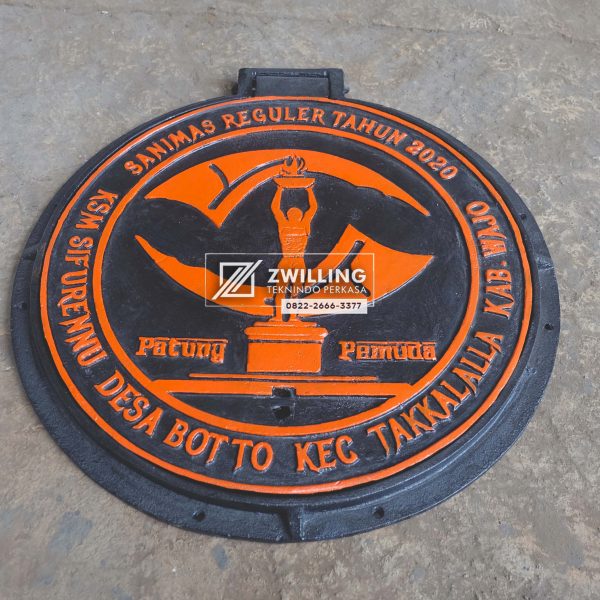 SANIMAS REGULER TAHUN 2020
KSM SIFURENNU DESA BOTTO KEC TAKKALALLA KAB. WAJO
ZWILLING
TEKNINDO PERKASA
0822-2666-3377
Patung Pemuda